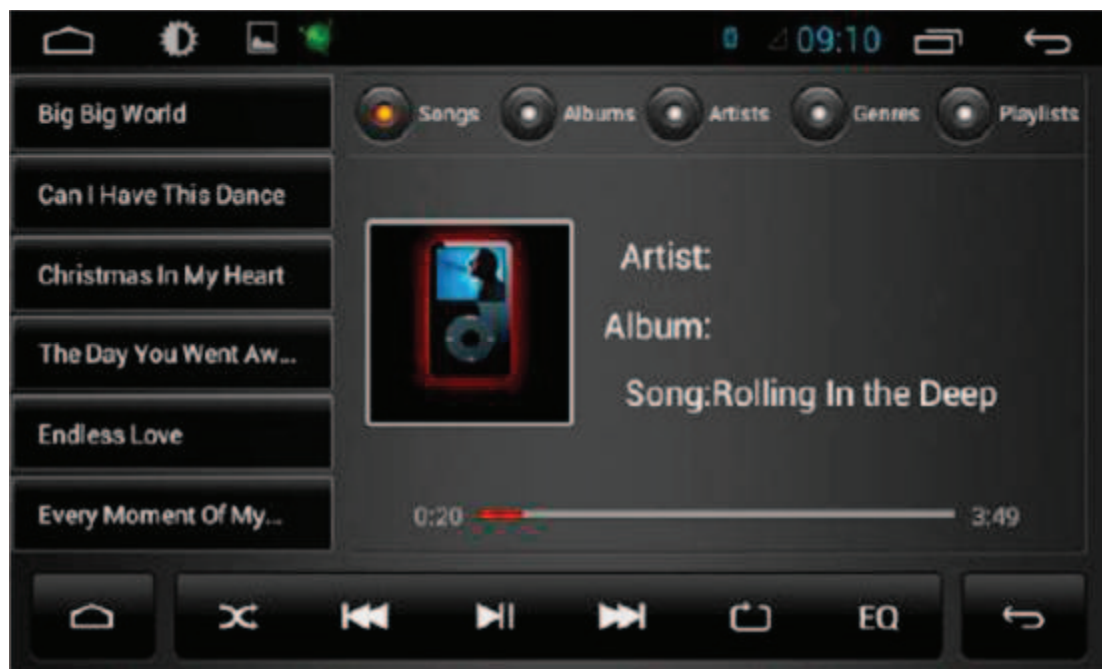 09:10
Big Big World
Can I Have This Dance
Christmas In My Heart
The Day You Went Aw...
Endless Love
Every Moment Of My...
Songs Albums Artists Genres Playlists
Artist:
Album:
Song:Rolling In the Deep
0:20 3:49
EQ